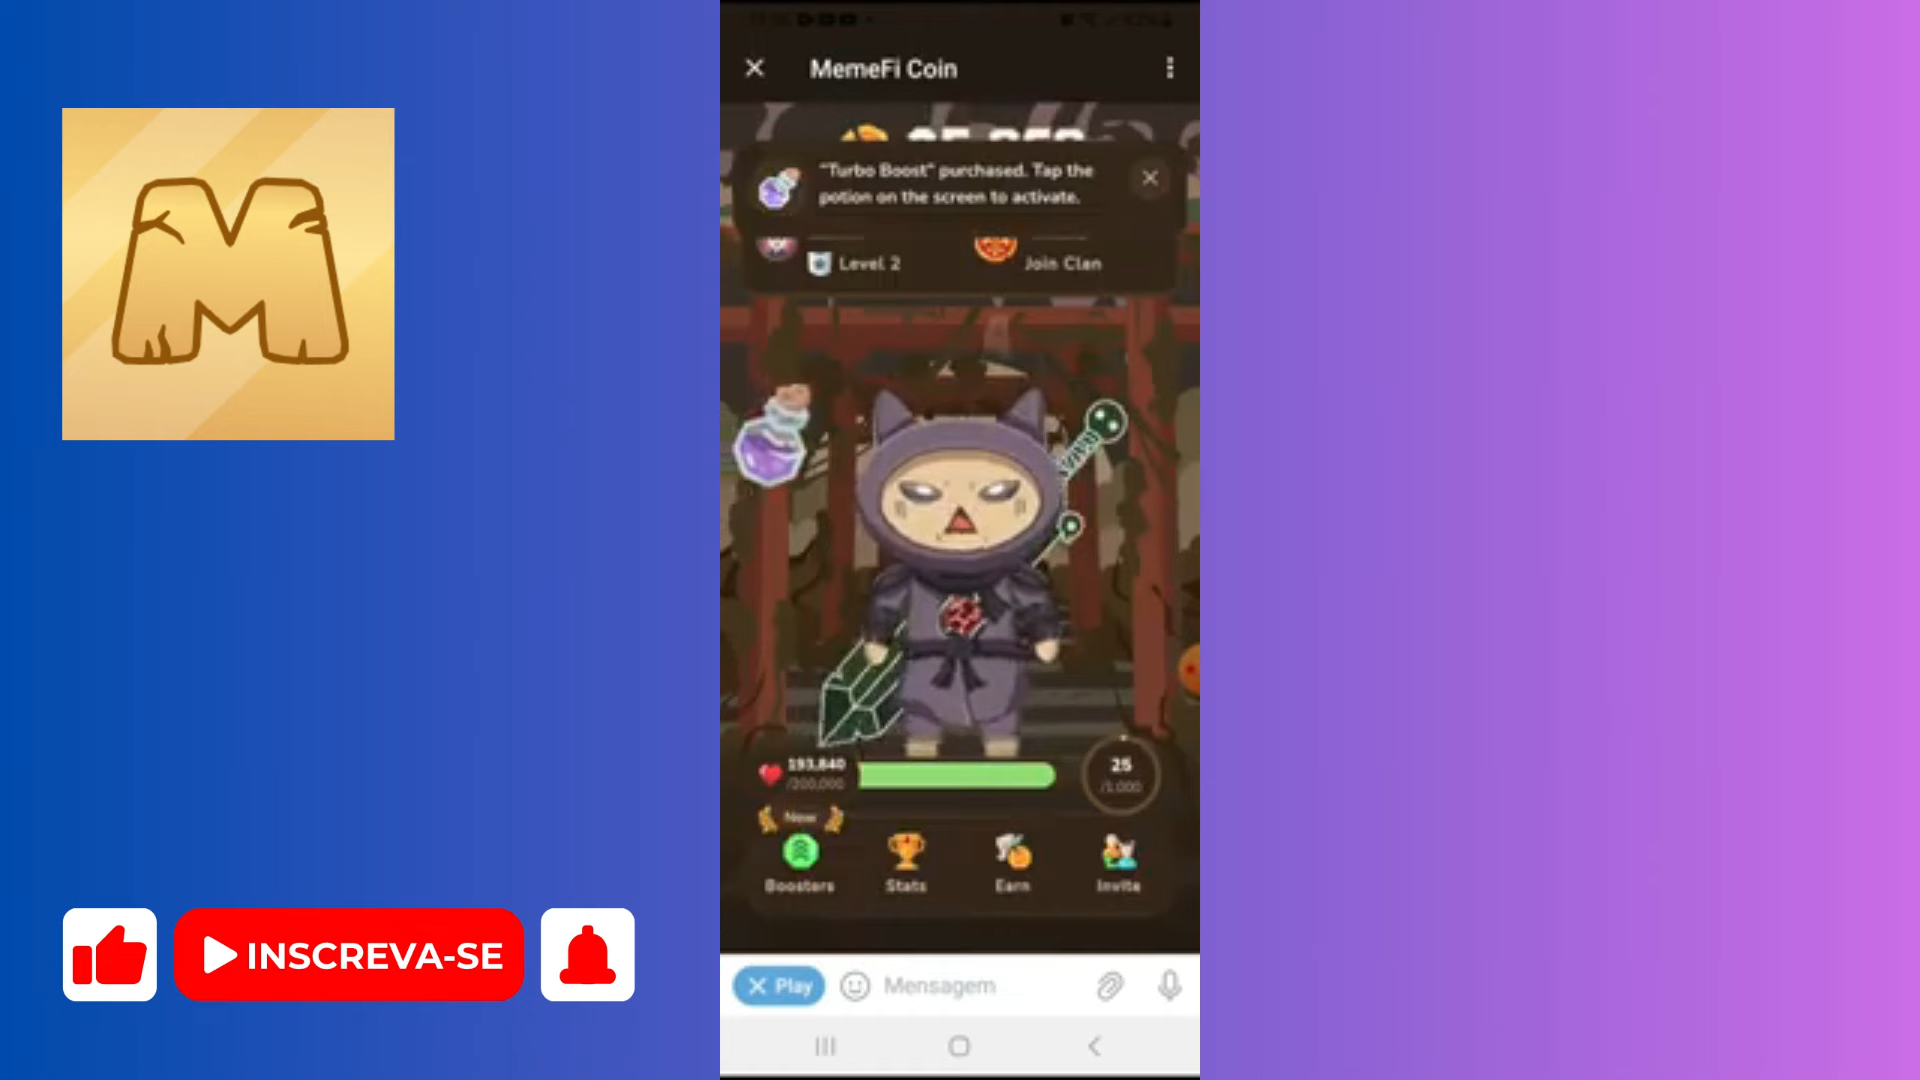 MemeFi Coin
"Turbo Boost" purchased. Tap the
potion on the screen to activate.
Level 2
Join Clan
193,840
/200,000
25
/1,000
New
Boosters
Stats
Earn
Invite
M
INSCREVA-SE
Play
Mensagem